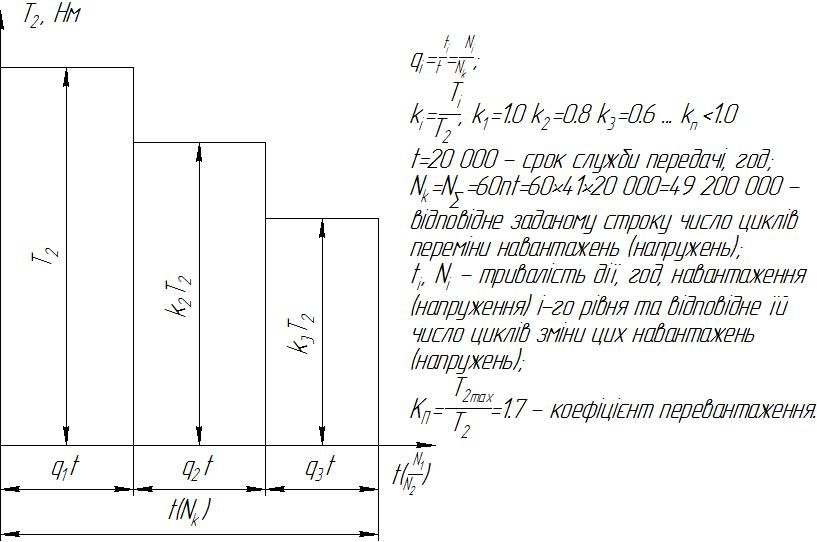 T₂, Нм
T₂
k₂T₂
k₃T₂
q₁t
q₂t
q₃t
t(N₁/N₂)
t(Nₖ)
qᵢ=tᵢ/t=Nᵢ/Nₖ;
kᵢ=Tᵢ/T₂, k₁=1.0 k₂=0.8 k₃=0.6 ... kₙ<1.0
t=20 000 – срок служби передачі, год;
Nₖ=N_Σ=60nt=60×41×20 000=49 200 000 –
відповідне заданому строку число циклів
переміни навантажень (напружень);
tᵢ, Nᵢ – тривалість дії, год, навантаження
(напруження) і-го рівня та відповідне їй
число циклів зміни цих навантажень
(напружень);
K_П=T₂max/T₂=1.7 – коефіцієнт перевантаження.